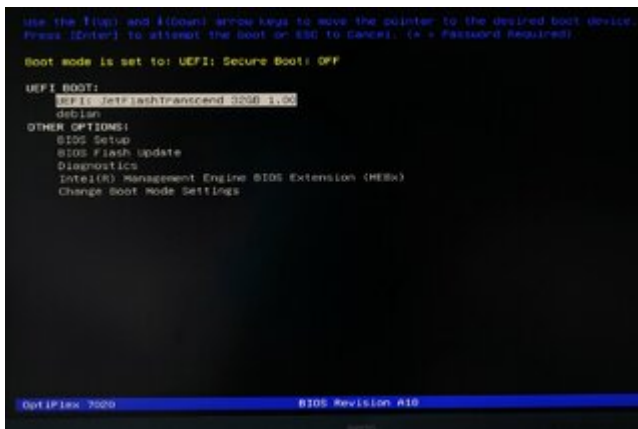 Use the ↑(Up) and ↓(Down) arrow keys to move the pointer to the desired boot device.
Press [Enter] to attempt the boot or ESC to Cancel. (* = Password Required)
Boot mode is set to: UEFI; Secure Boot: OFF
UEFI BOOT:
UEFI: JetFlashTranscend 32GB 1.00
debian
OTHER OPTIONS:
BIOS Setup
BIOS Flash Update
Diagnostics
Intel(R) Management Engine BIOS Extension (MEBx)
Change Boot Mode Settings
OptiPlex 7020
BIOS Revision A10